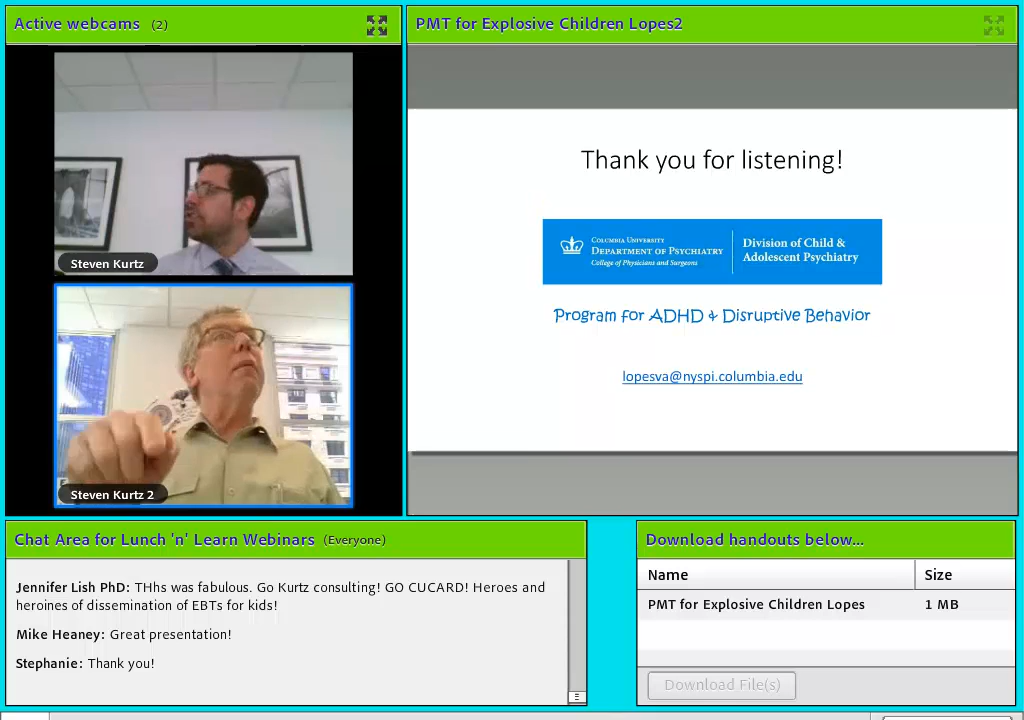 Active webcams (2)
PMT for Explosive Children Lopes2
Steven Kurtz
Steven Kurtz 2
Thank you for listening!
COLUMBIA UNIVERSITY
DEPARTMENT OF PSYCHIATRY
College of Physicians and Surgeons
Division of Child &
Adolescent Psychiatry
Program for ADHD & Disruptive Behavior
lopesva@nyspi.columbia.edu
Chat Area for Lunch 'n' Learn Webinars (Everyone)
Jennifer Lish PhD: THhs was fabulous. Go Kurtz consulting! GO CUCARD! Heroes and
heroines of dissemination of EBTs for kids!
Mike Heaney: Great presentation!
Stephanie: Thank you!
Download handouts below...
Name Size
PMT for Explosive Children Lopes 1 MB
Download File(s)